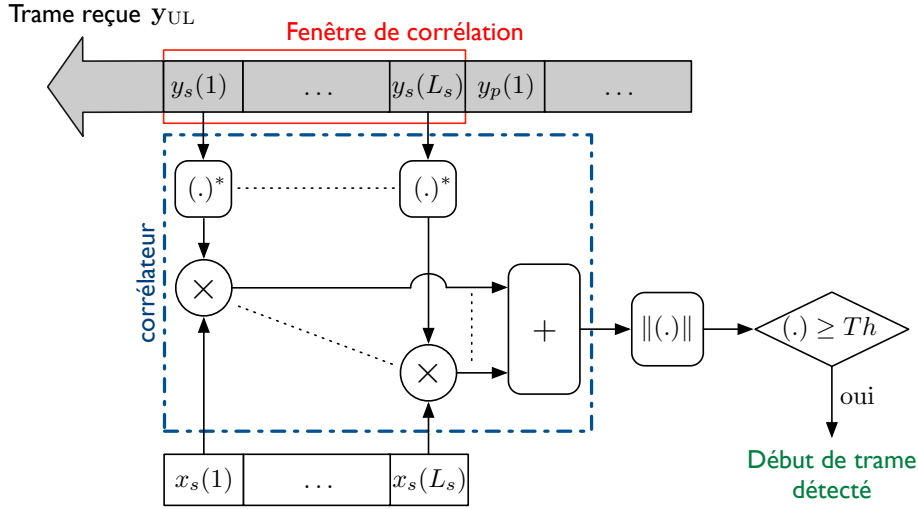 Trame reçue y_UL
Fenêtre de corrélation
y_s(1) ... y_s(L_s) y_p(1) ...
(.)* (.)*
corrélateur
×
×
+
‖(.)‖
(.) ≥ Th
oui
Début de trame
détecté
x_s(1) ... x_s(L_s)